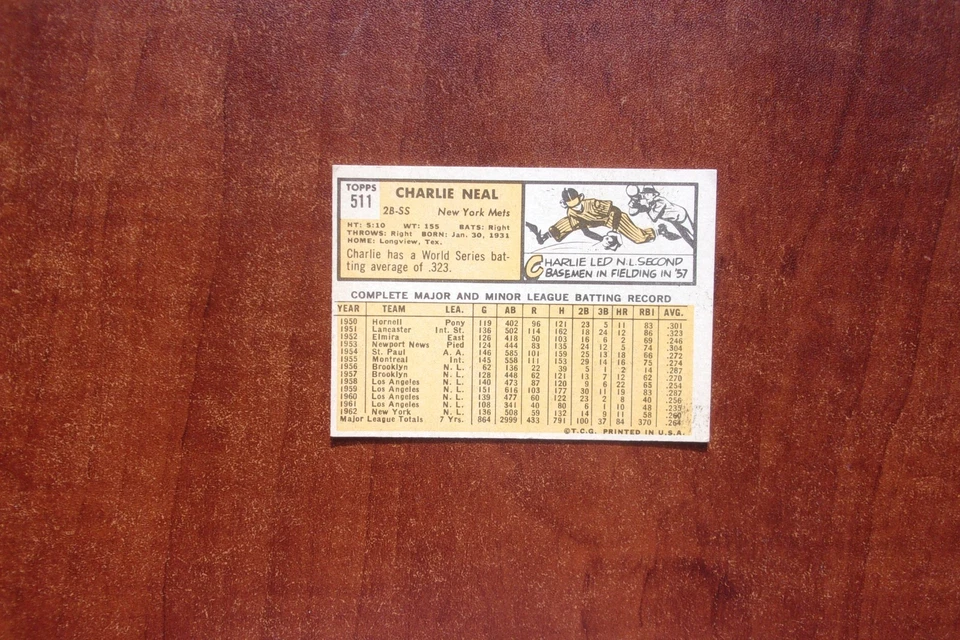 TOPPS
511
CHARLIE NEAL
2B-SS New York Mets
HT: 5:10 WT: 155 BATS: Right
THROWS: Right BORN: Jan. 30, 1931
HOME: Longview, Tex.
Charlie has a World Series bat-
ting average of .323.
CHARLIE LED N.L. SECOND
BASEMEN IN FIELDING IN '57
COMPLETE MAJOR AND MINOR LEAGUE BATTING RECORD
YEAR TEAM LEA. G AB R H 2B 3B HR RBI AVG.
1950 Hornell Pony 119 402 96 121 23 5 11 83 .301
1951 Lancaster Int. St. 136 502 114 162 18 24 12 86 .323
1952 Elmira East 126 418 50 103 16 6 2 69 .246
1953 Newport News Pied 124 444 83 135 24 12 5 74 .304
1954 St. Paul A. A. 146 585 101 159 25 13 18 66 .272
1955 Montreal Int. 145 558 111 153 29 14 16 75 .274
1956 Brooklyn N. L. 62 136 22 39 5 1 2 14 .287
1957 Brooklyn N. L. 128 448 62 121 13 7 12 62 .270
1958 Los Angeles N. L. 140 473 87 120 9 6 22 65 .254
1959 Los Angeles N. L. 151 616 103 177 30 11 19 83 .287
1960 Los Angeles N. L. 139 477 60 122 23 2 8 40 .256
1961 Los Angeles N. L. 108 341 40 80 6 1 10 48 .235
1962 New York N. L. 136 508 59 132 14 9 11 58 .260
Major League Totals 7 Yrs. 864 2999 433 791 100 37 84 370 .264
©T.C.G. PRINTED IN U.S.A.